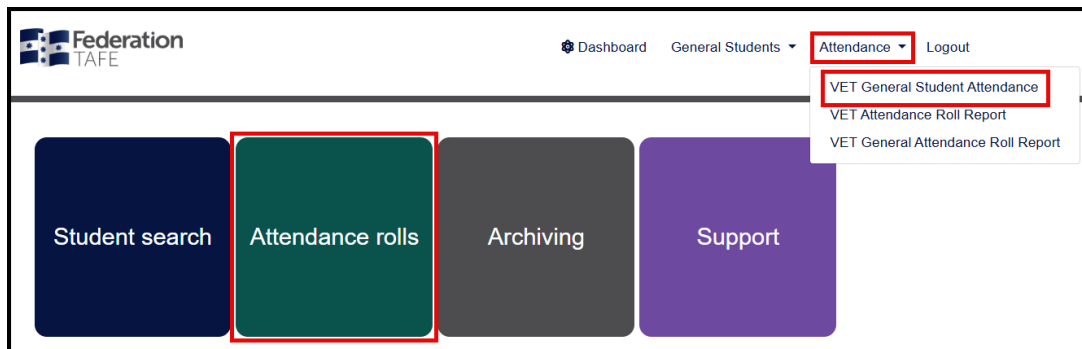 Federation
TAFE
Dashboard General Students Attendance Logout
VET General Student Attendance
VET Attendance Roll Report
VET General Attendance Roll Report
Student search Attendance rolls Archiving Support